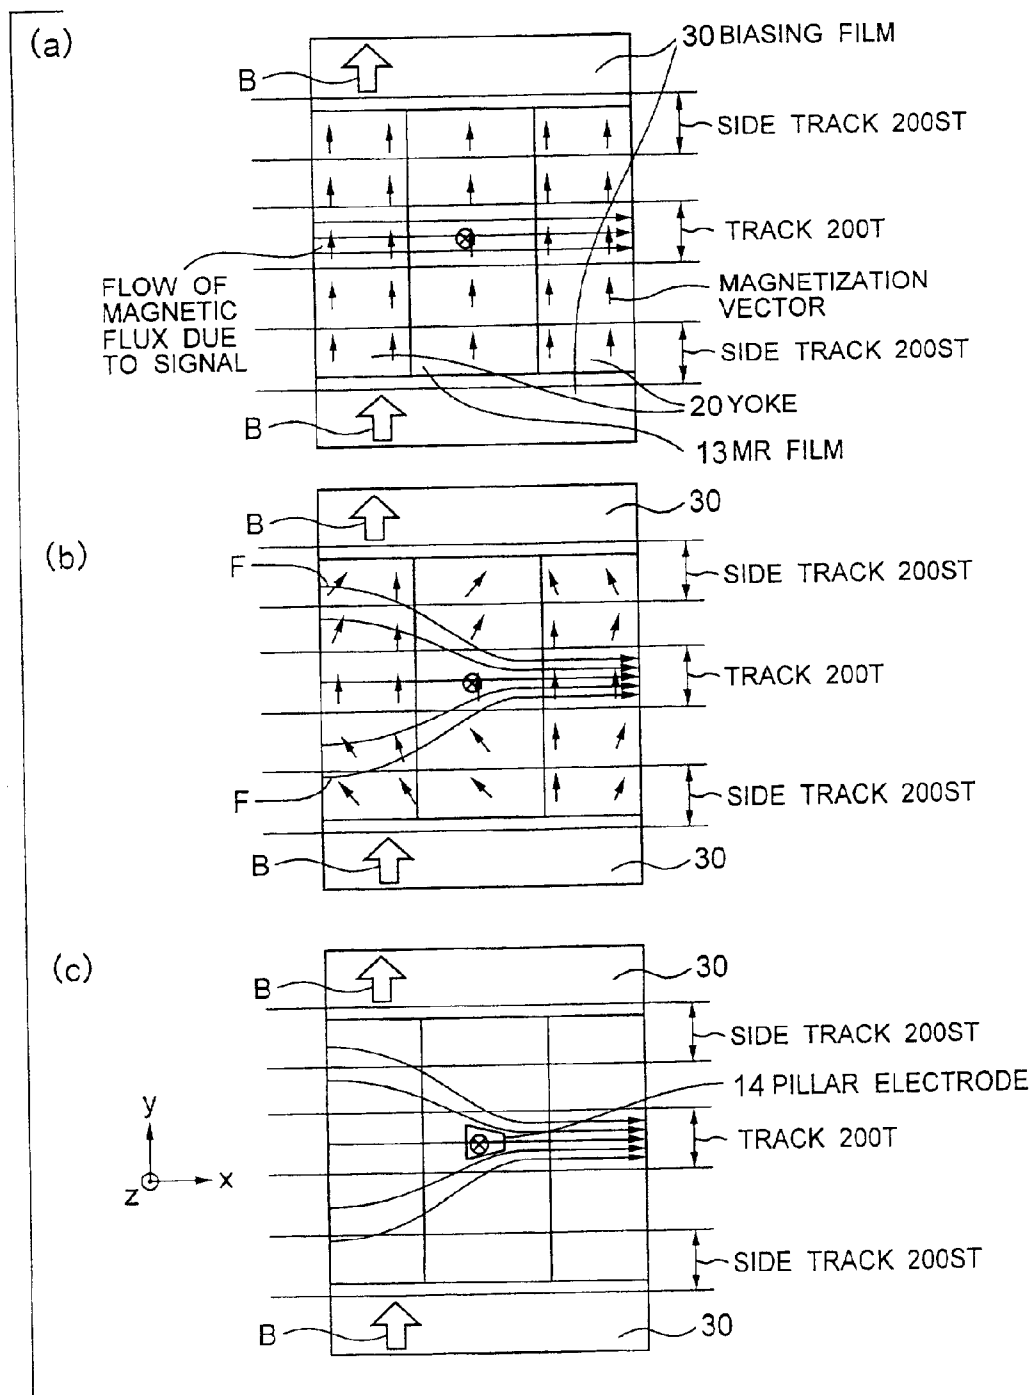 (a)
30 BIASING FILM
B
SIDE TRACK 200ST
TRACK 200T
FLOW OF
MAGNETIC
FLUX DUE
TO SIGNAL
MAGNETIZATION
VECTOR
SIDE TRACK 200ST
20 YOKE
B
13 MR FILM
(b)
30
B
F
SIDE TRACK 200ST
TRACK 200T
F
SIDE TRACK 200ST
B
30
(c)
30
B
SIDE TRACK 200ST
14 PILLAR ELECTRODE
y
TRACK 200T
z
x
SIDE TRACK 200ST
B
30